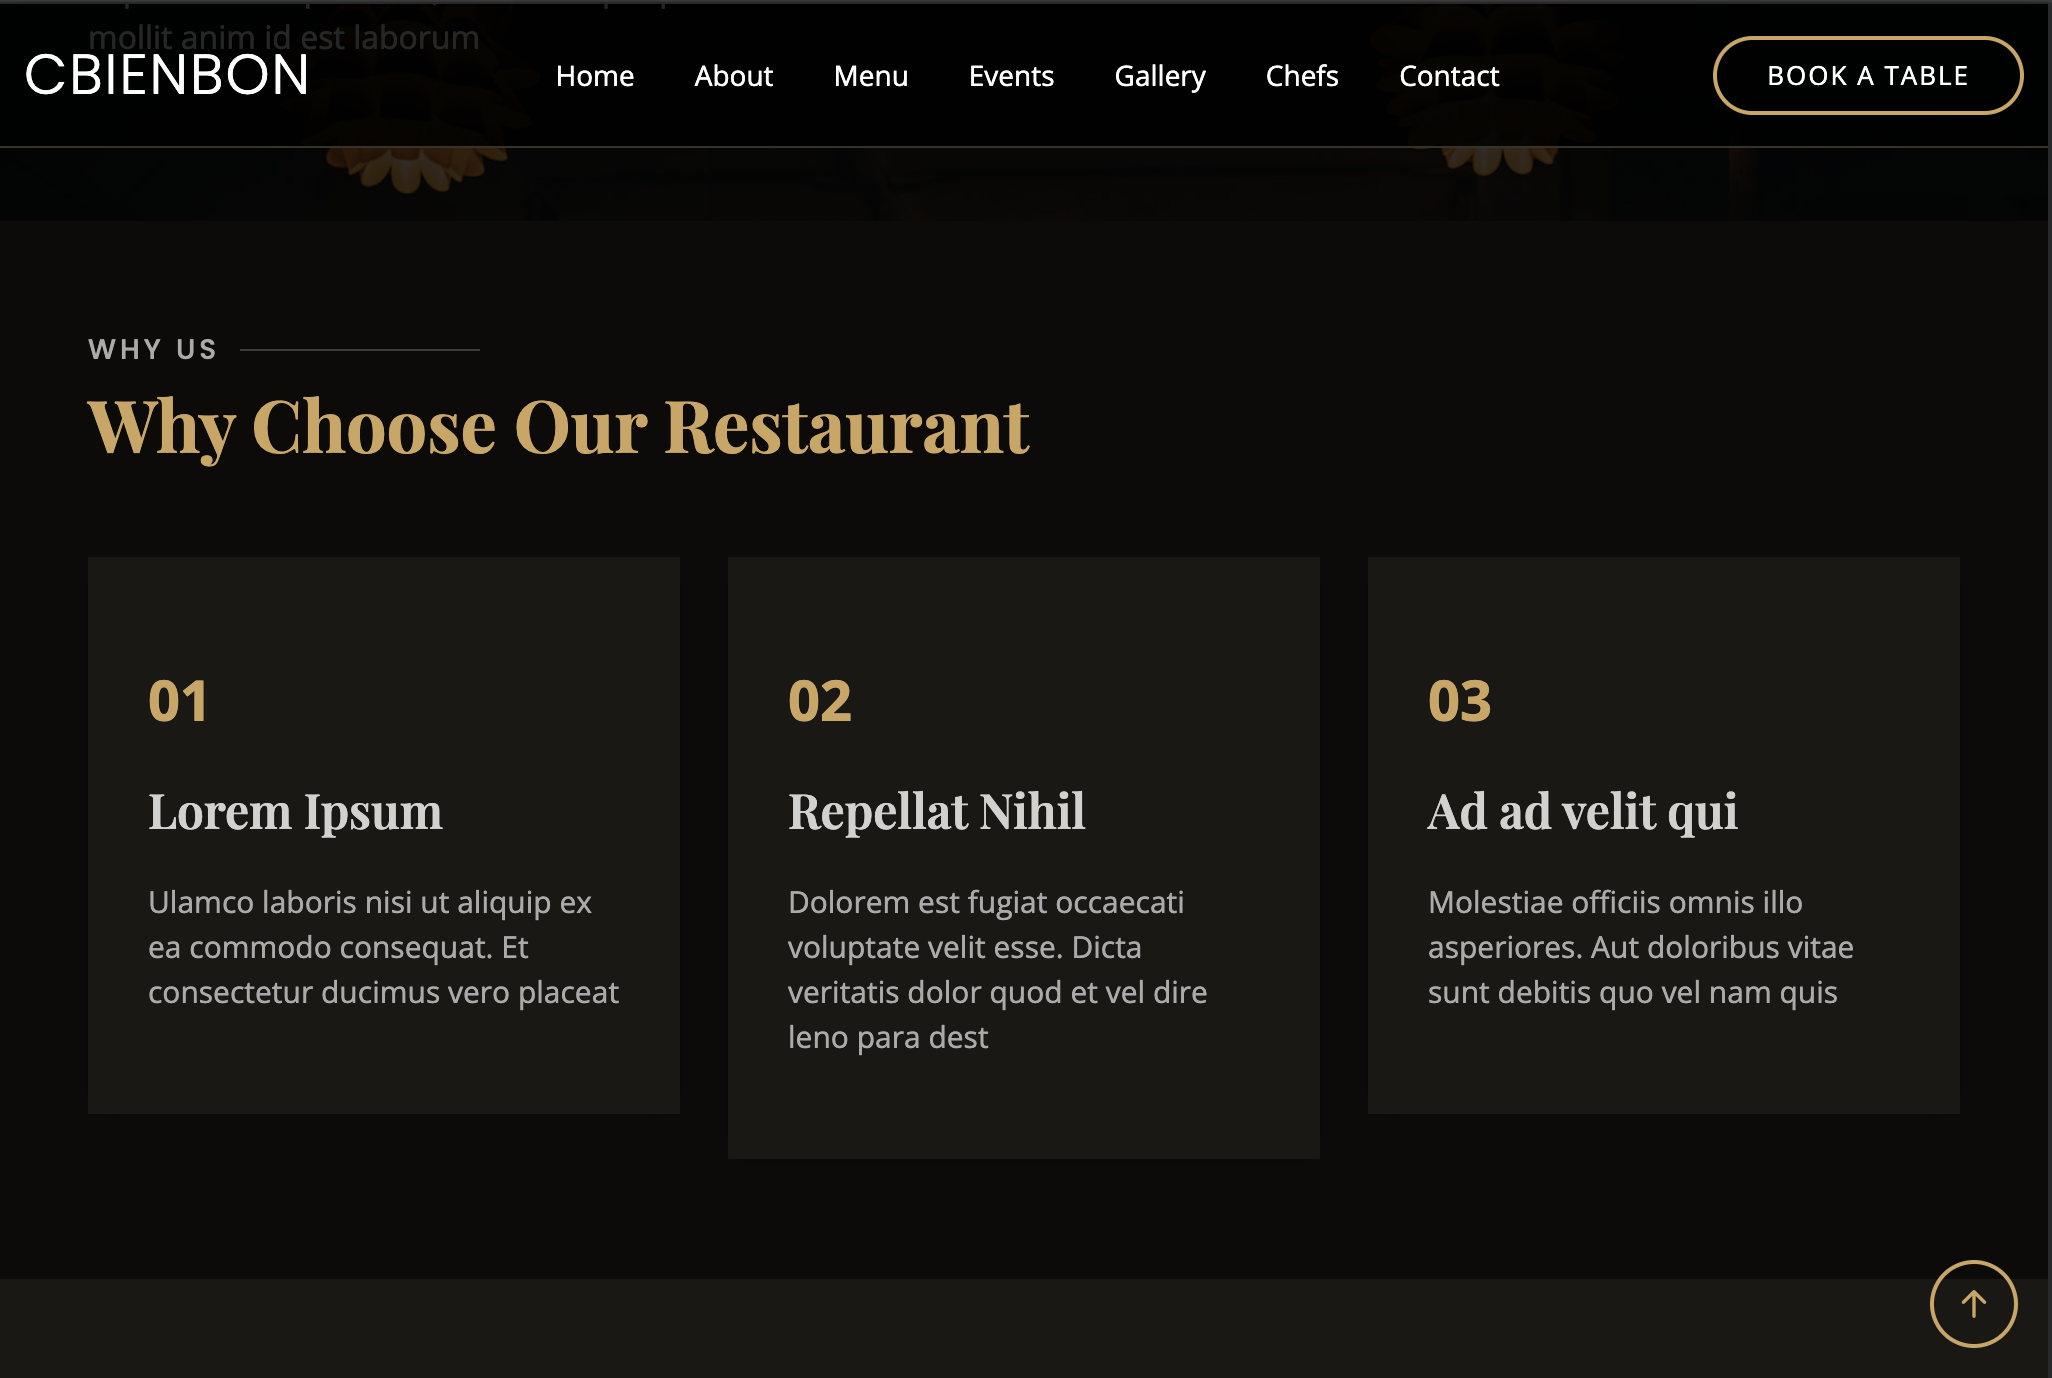 mollit anim id est laborum
CBIENBON
Home About Menu Events Gallery Chefs Contact
BOOK A TABLE
WHY US
Why Choose Our Restaurant
01
Lorem Ipsum
Ulamco laboris nisi ut aliquip ex
ea commodo consequat. Et
consectetur ducimus vero placeat
02
Repellat Nihil
Dolorem est fugiat occaecati
voluptate velit esse. Dicta
veritatis dolor quod et vel dire
leno para dest
03
Ad ad velit qui
Molestiae officiis omnis illo
asperiores. Aut doloribus vitae
sunt debitis quo vel nam quis